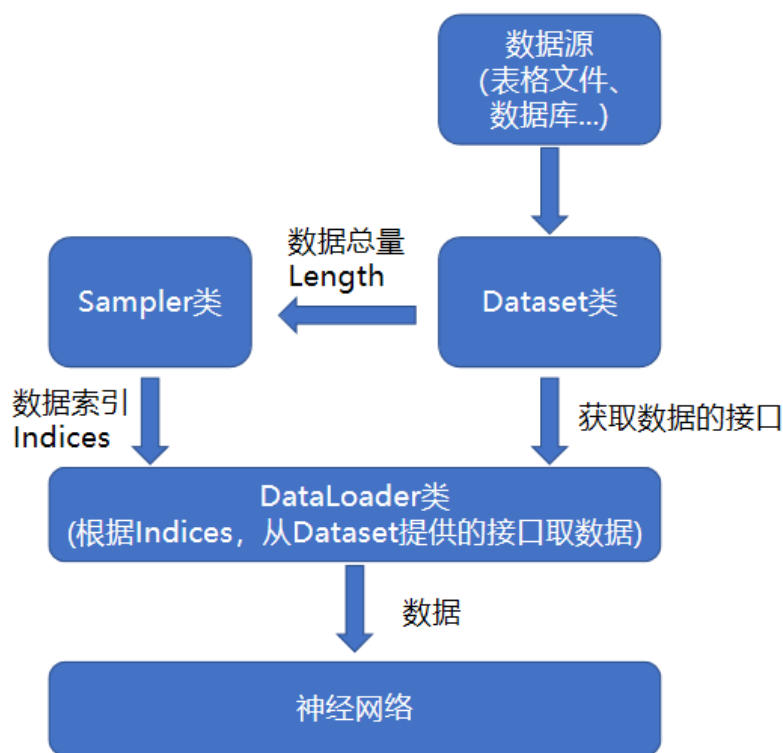 数据源
(表格文件、
数据库...)
数据总量
Length
Sampler类
Dataset类
数据索引
Indices
获取数据的接口
DataLoader类
(根据Indices，从Dataset提供的接口取数据)
数据
神经网络